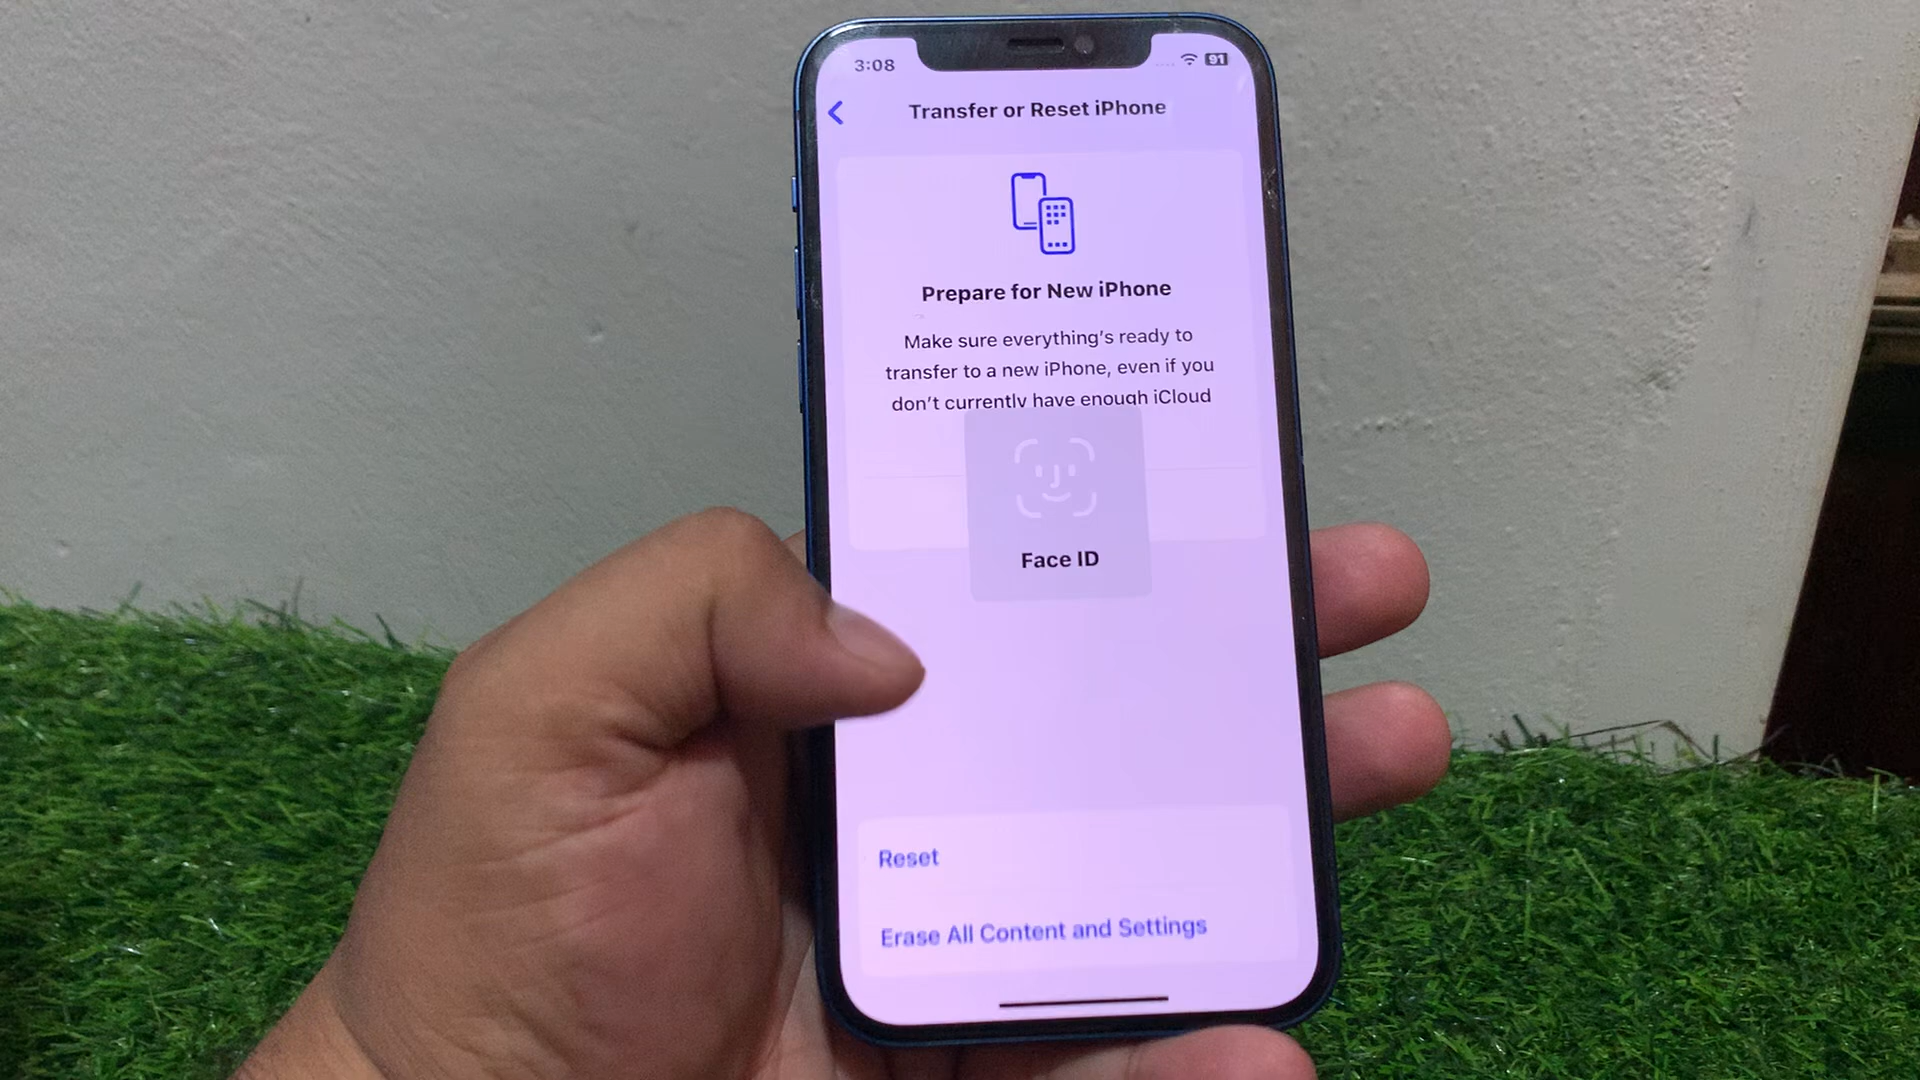 3:08
91
Transfer or Reset iPhone
Prepare for New iPhone
Make sure everything's ready to
transfer to a new iPhone, even if you
don't currently have enough iCloud
Face ID
Reset
Erase All Content and Settings